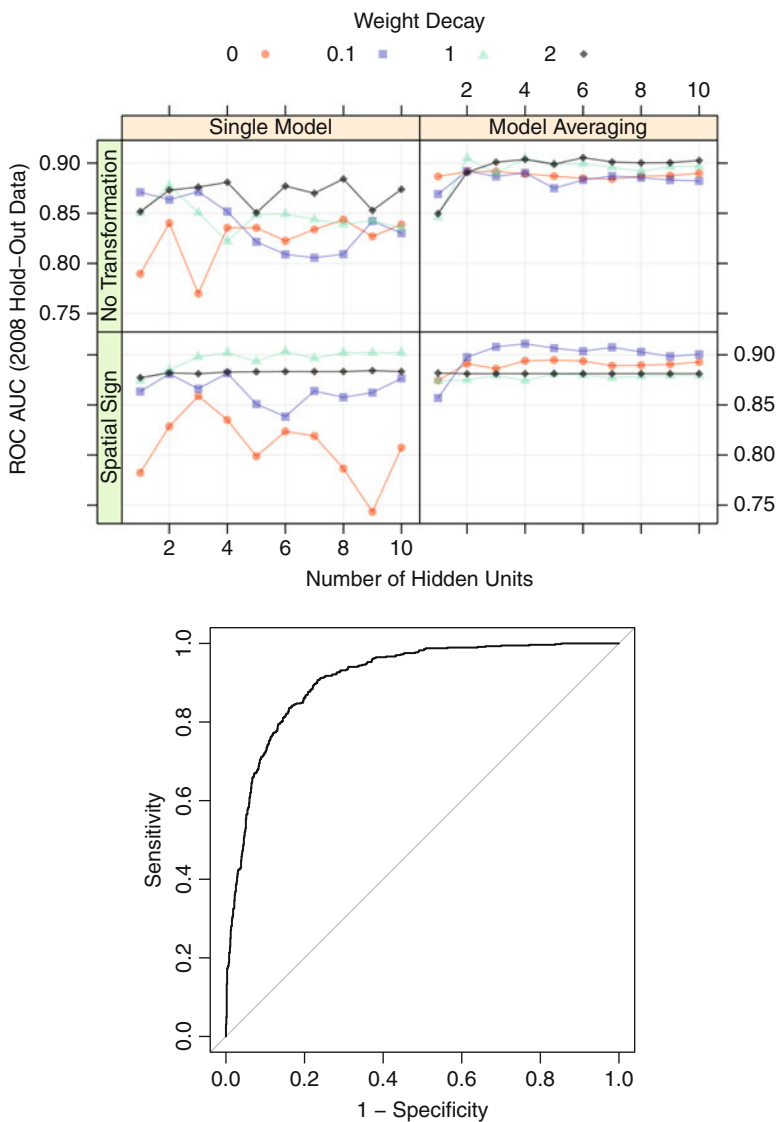 Weight Decay
0 0.1 1 2
2 4 6 8 10
Single Model Model Averaging
ROC AUC (2008 Hold–Out Data)
No Transformation
0.90
0.85
0.80
0.75
Spatial Sign
0.90
0.85
0.80
0.75
2 4 6 8 10
Number of Hidden Units
Sensitivity
1.0
0.8
0.6
0.4
0.2
0.0
0.0 0.2 0.4 0.6 0.8 1.0
1 − Specificity